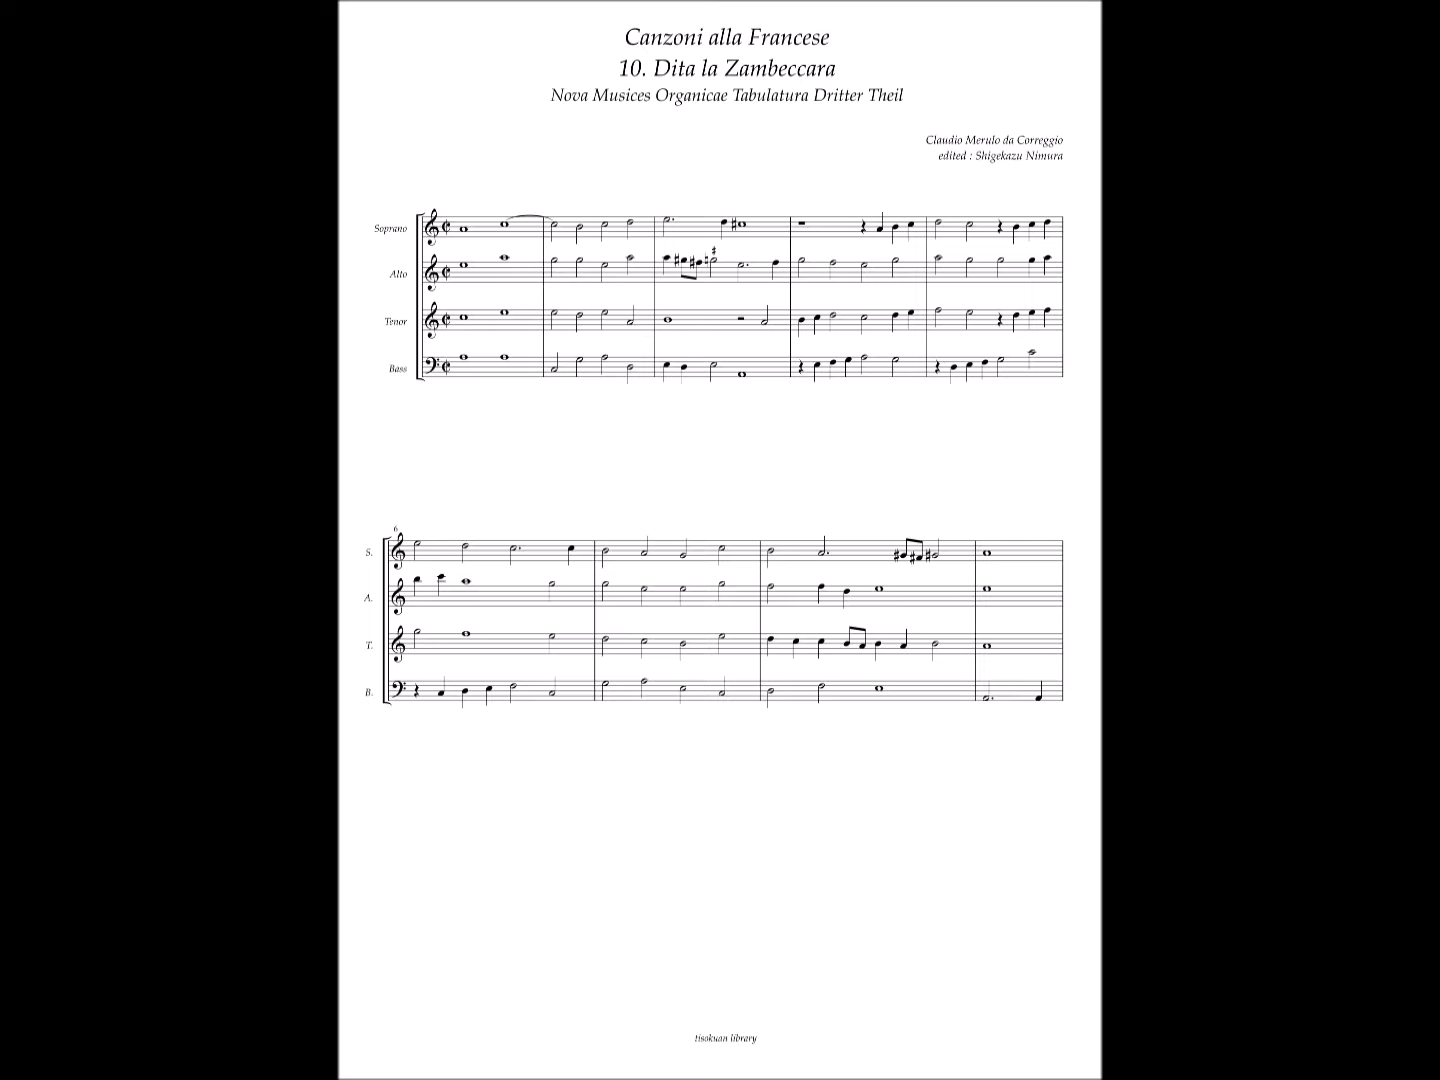 Canzoni alla Francese
10. Dita la Zambeccara
Nova Musices Organicae Tabulatura Dritter Theil
Claudio Merulo da Correggio
edited : Shigekazu Nimura
Soprano
Alto
Tenor
Bass
6
S.
A.
T.
B.
tisokuan library